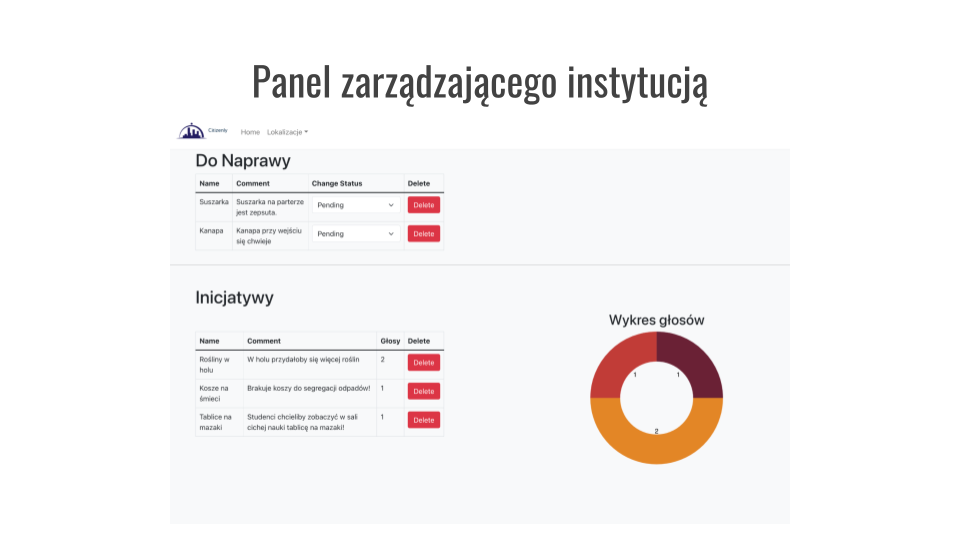 Panel zarządzającego instytucją
Citizenly Home Lokalizacje
Do Naprawy
Name Comment Change Status Delete
Suszarka Suszarka na parterze jest zepsuta. Pending Delete
Kanapa Kanapa przy wejściu się chwieje Pending Delete
Inicjatywy
Name Comment Głosy Delete
Rośliny w holu W holu przydałoby się więcej roślin 2 Delete
Kosze na śmieci Brakuje koszy do segregacji odpadów! 1 Delete
Tablice na mazaki Studenci chcieliby zobaczyć w sali cichej nauki tablicę na mazaki! 1 Delete
Wykres głosów
1 1
2